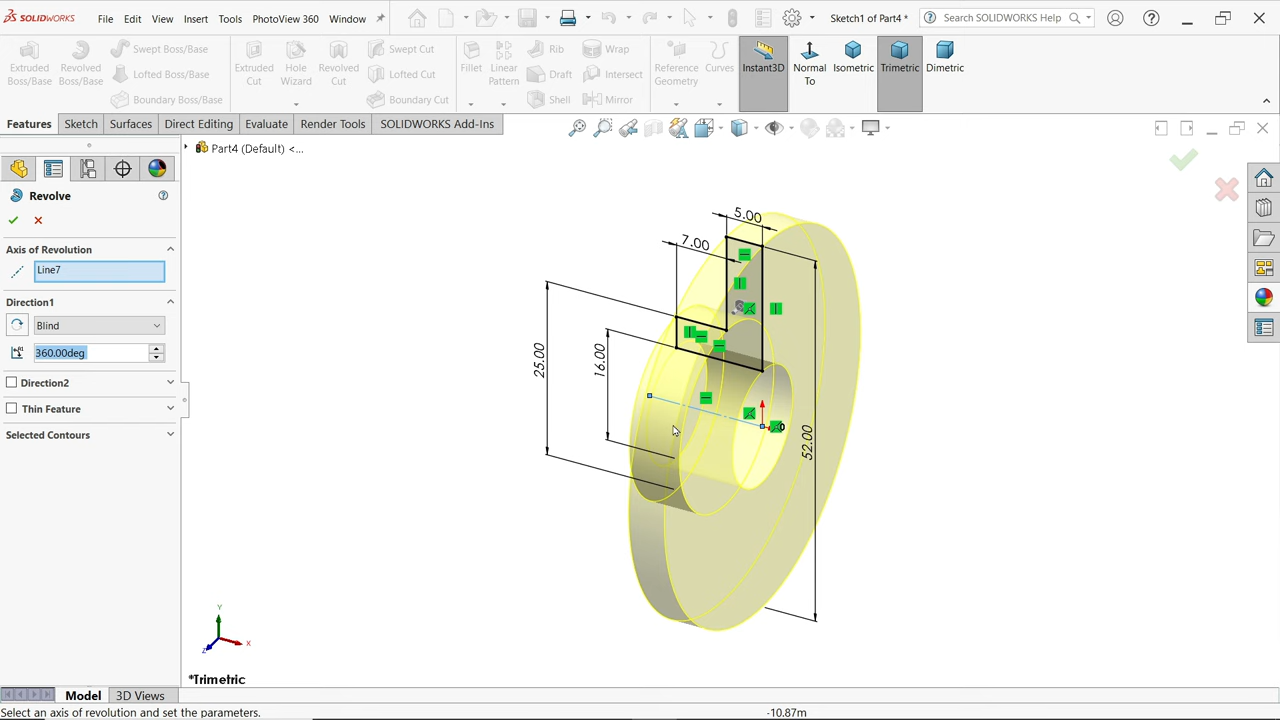 SOLIDWORKS File Edit View Insert Tools PhotoView 360 Window Sketch1 of Part4 * Search SOLIDWORKS Help
Extruded Boss/Base
Revolved Boss/Base
Swept Boss/Base
Lofted Boss/Base
Boundary Boss/Base
Extruded Cut
Hole Wizard
Revolved Cut
Swept Cut
Lofted Cut
Boundary Cut
Fillet
Linear Pattern
Rib
Draft
Shell
Wrap
Intersect
Mirror
Reference Geometry
Curves
Instant3D
Normal To
Isometric
Trimetric
Dimetric
Features Sketch Surfaces Direct Editing Evaluate Render Tools SOLIDWORKS Add-Ins
Part4 (Default) <...
Revolve
Axis of Revolution
Line7
Direction1
Blind
360.00deg
Direction2
Thin Feature
Selected Contours
5.00
7.00
25.00
16.00
52.00
Y
X
Z
*Trimetric
Model 3D Views
Select an axis of revolution and set the parameters. -10.87m